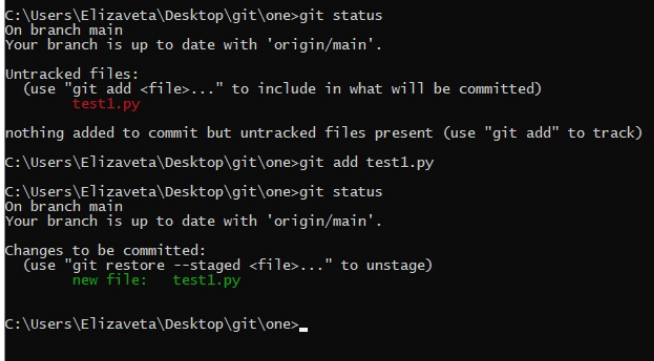 C:\Users\Elizaveta\Desktop\git\one>git status
On branch main
Your branch is up to date with 'origin/main'.
Untracked files:
(use "git add <file>..." to include in what will be committed)
test1.py
nothing added to commit but untracked files present (use "git add" to track)
C:\Users\Elizaveta\Desktop\git\one>git add test1.py
C:\Users\Elizaveta\Desktop\git\one>git status
On branch main
Your branch is up to date with 'origin/main'.
Changes to be committed:
(use "git restore --staged <file>..." to unstage)
new file:   test1.py
C:\Users\Elizaveta\Desktop\git\one>